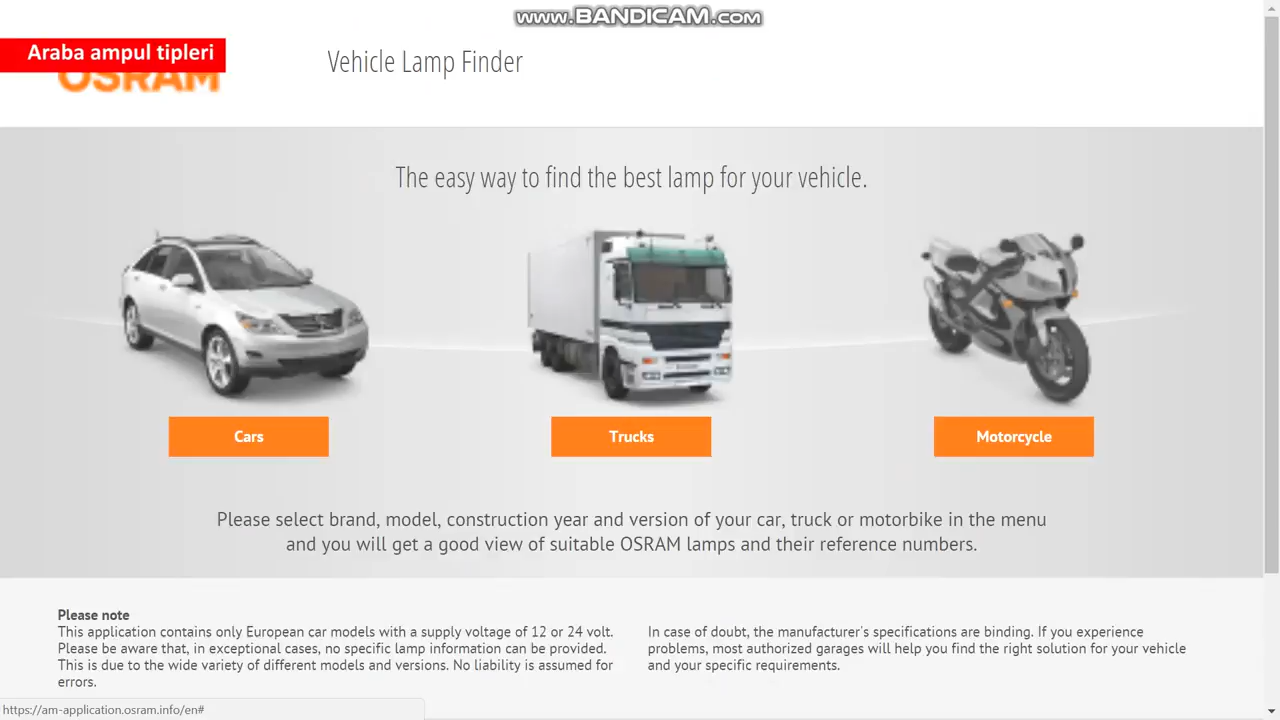 www.BANDICAM.com
Araba ampul tipleri
OSRAM
Vehicle Lamp Finder
The easy way to find the best lamp for your vehicle.
Cars
Trucks
Motorcycle
Please select brand, model, construction year and version of your car, truck or motorbike in the menu
and you will get a good view of suitable OSRAM lamps and their reference numbers.
Please note
This application contains only European car models with a supply voltage of 12 or 24 volt.
Please be aware that, in exceptional cases, no specific lamp information can be provided.
This is due to the wide variety of different models and versions. No liability is assumed for
errors.
In case of doubt, the manufacturer's specifications are binding. If you experience
problems, most authorized garages will help you find the right solution for your vehicle
and your specific requirements.
https://am-application.osram.info/en#